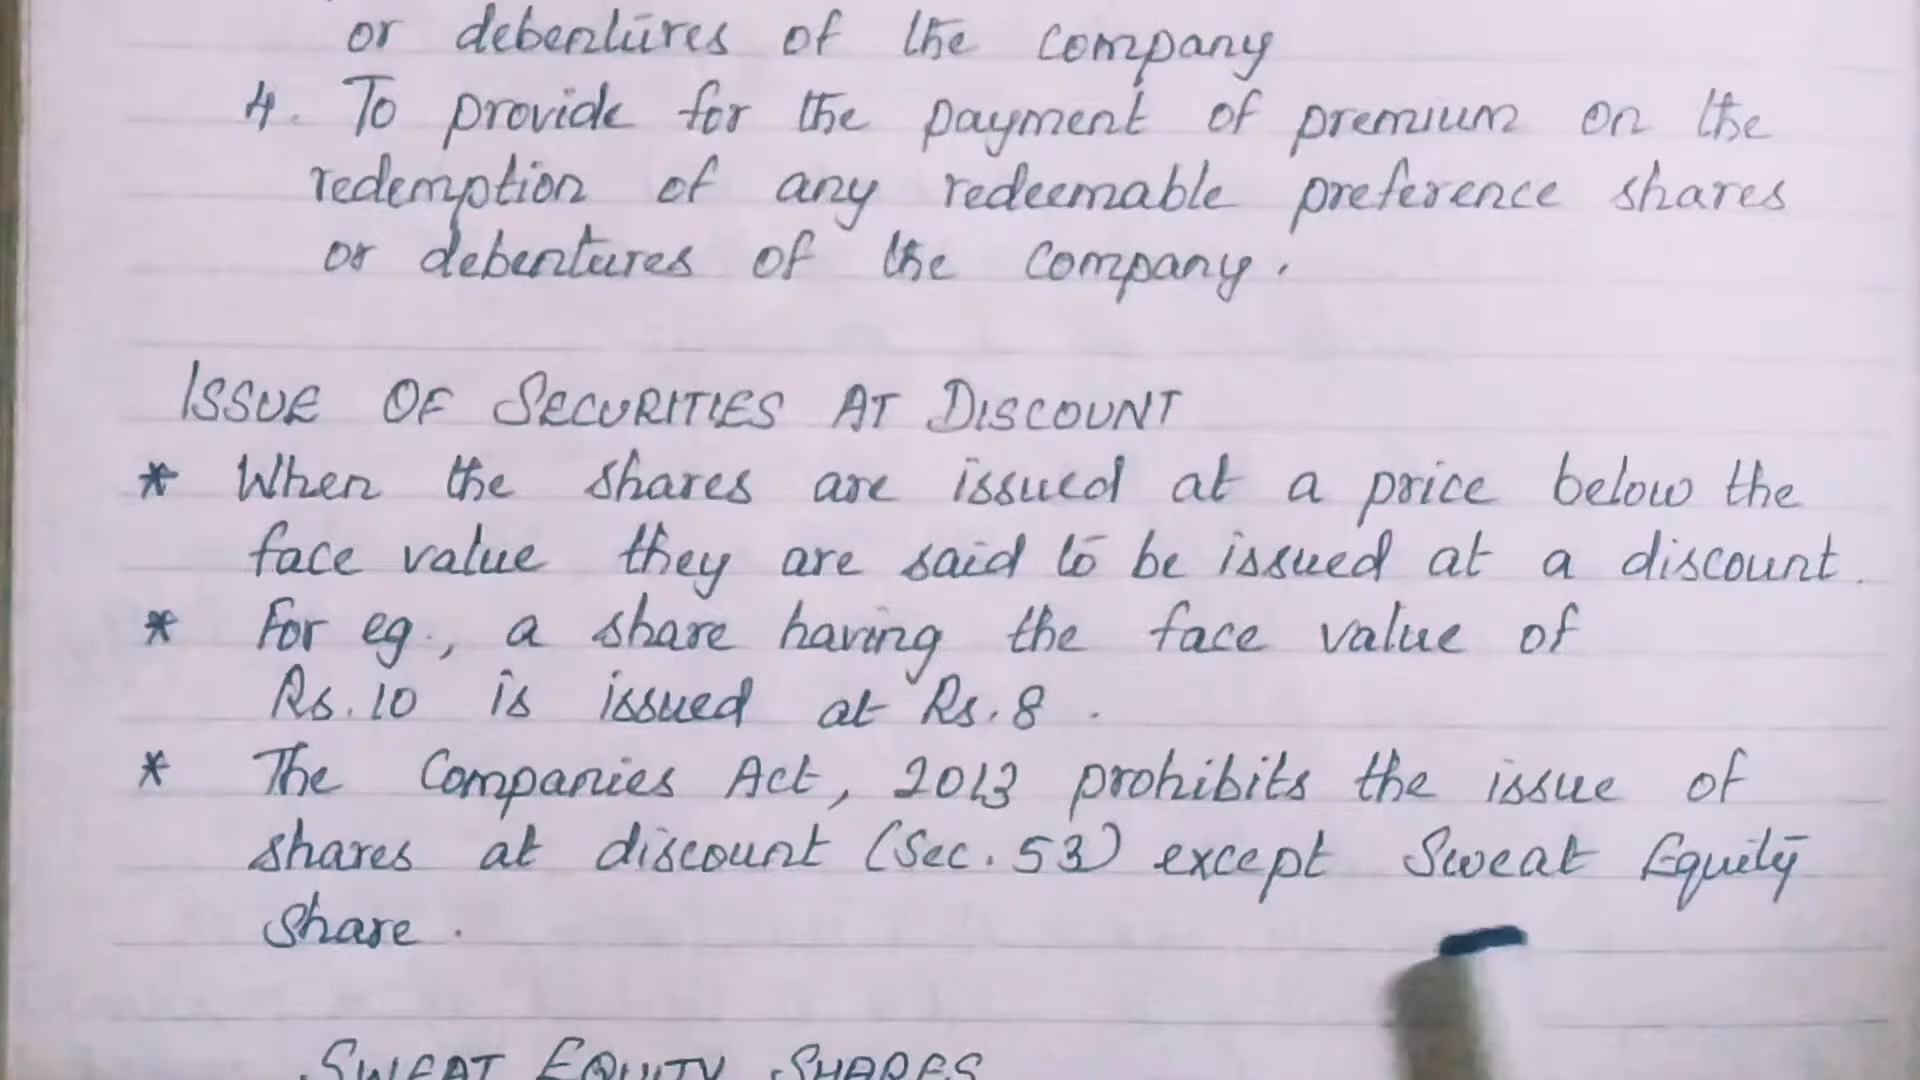 or debentures of the company
4. To provide for the payment of premium on the
redemption of any redeemable preference shares
or debentures of the company.
ISSUE OF SECURITIES AT DISCOUNT
* When the shares are issued at a price below the
face value they are said to be issued at a discount.
* For eg., a share having the face value of
Rs. 10 is issued at Rs. 8.
* The Companies Act, 2013 prohibits the issue of
shares at discount (Sec. 53) except Sweat Equity
Share.
SWEAT EQUITY SHARES